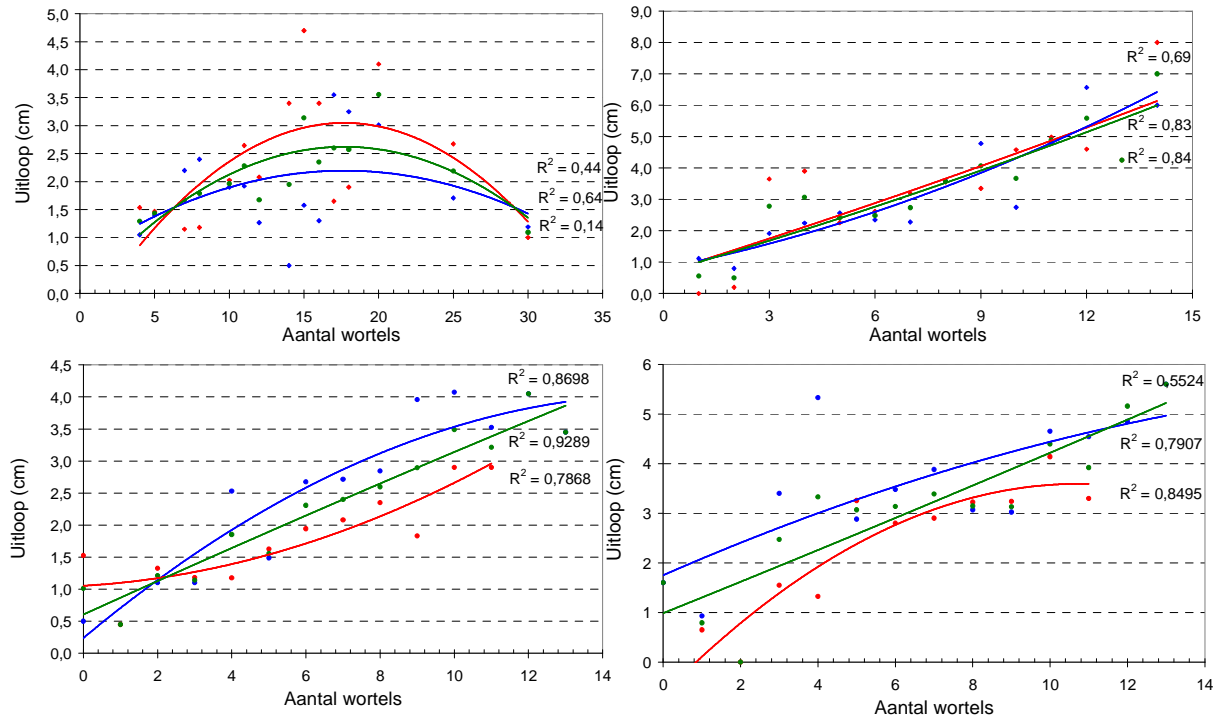 5,0
4,5
4,0
3,5
3,0
2,5
2,0
1,5
1,0
0,5
0,0
Uitloop (cm)
R² = 0,44
R² = 0,64
R² = 0,14
0 5 10 15 20 25 30 35
Aantal wortels
9,0
8,0
7,0
6,0
5,0
4,0
3,0
2,0
1,0
0,0
Uitloop (cm)
R² = 0,69
R² = 0,83
R² = 0,84
0 3 6 9 12 15
Aantal wortels
4,5
4,0
3,5
3,0
2,5
2,0
1,5
1,0
0,5
0,0
Uitloop (cm)
R² = 0,8698
R² = 0,9289
R² = 0,7868
0 2 4 6 8 10 12 14
Aantal wortels
6
5
4
3
2
1
0
Uitloop (cm)
R² = 0,5524
R² = 0,7907
R² = 0,8495
0 2 4 6 8 10 12 14
Aantal wortels